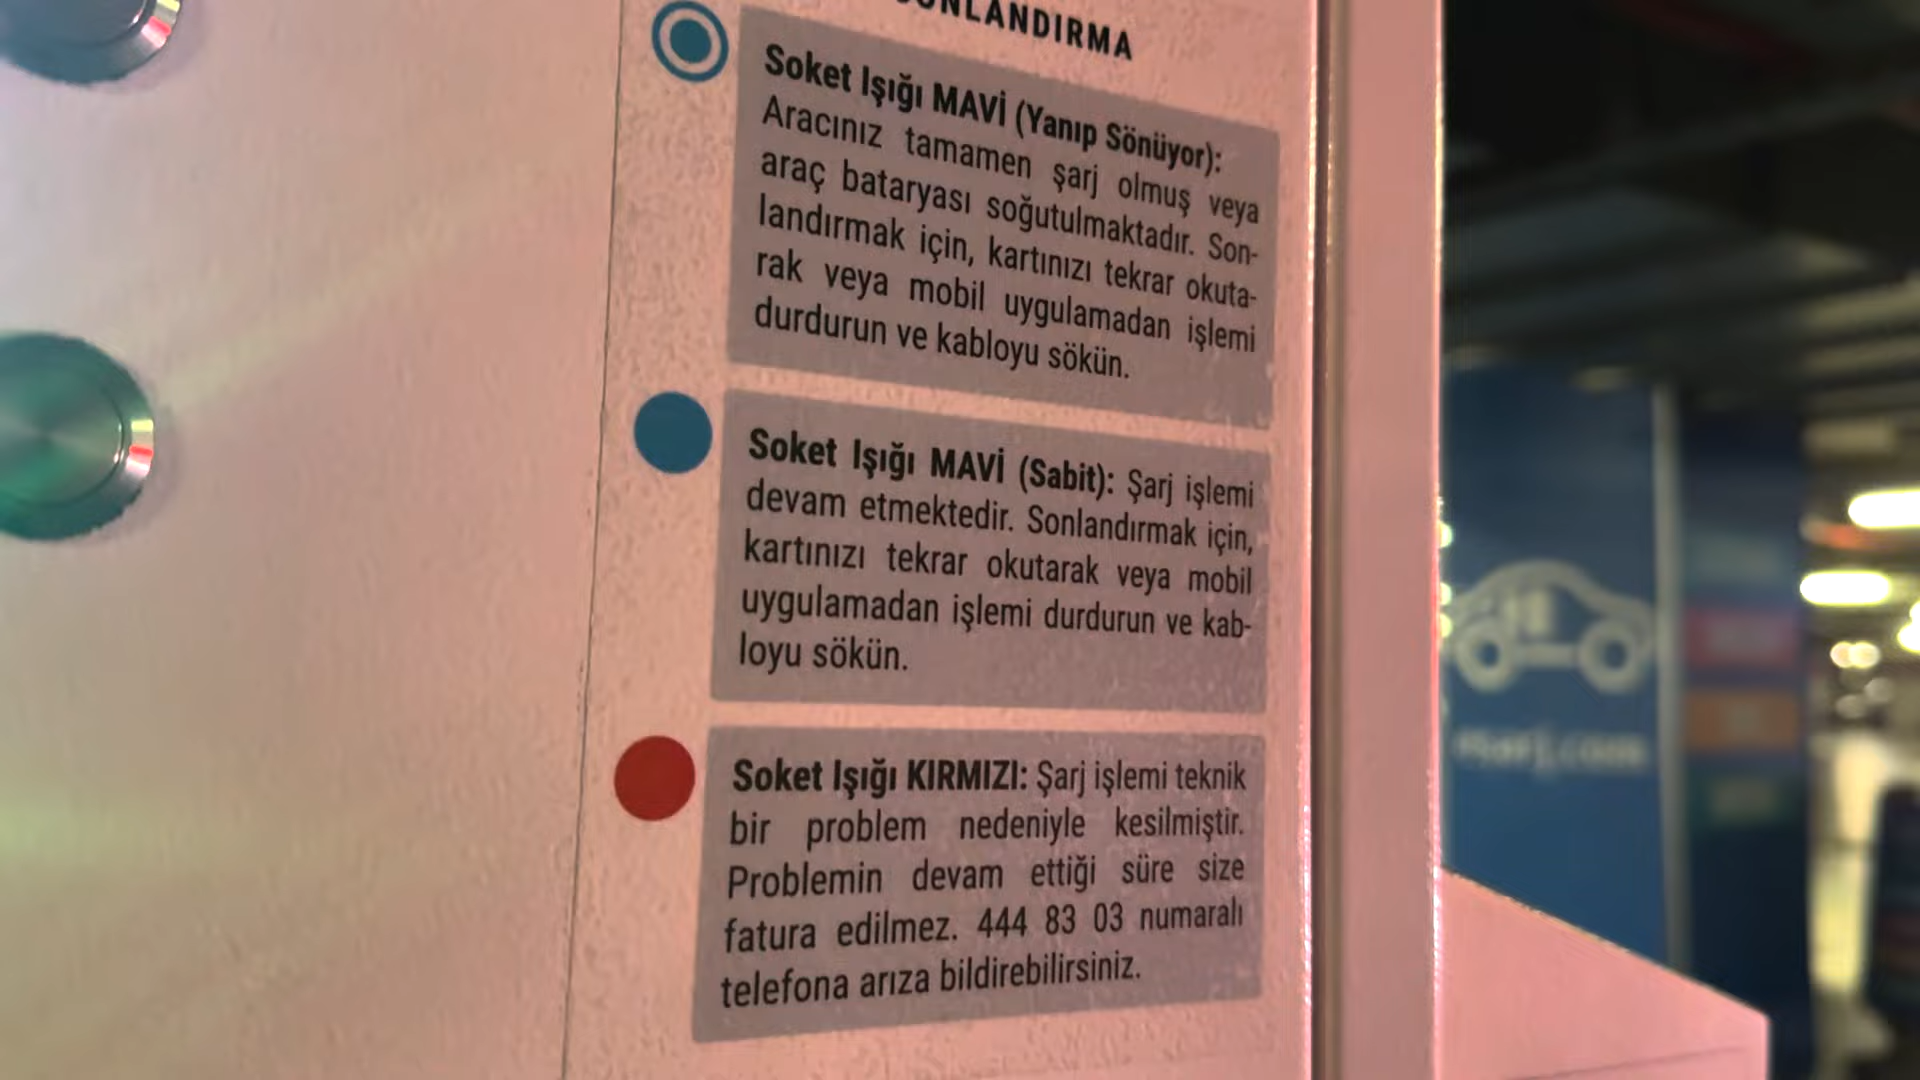 SONLANDIRMA
Soket Işığı MAVİ (Yanıp Sönüyor):
Aracınız tamamen şarj olmuş veya
araç bataryası soğutulmaktadır. Son-
landırmak için, kartınızı tekrar okuta-
rak veya mobil uygulamadan işlemi
durdurun ve kabloyu sökün.
Soket Işığı MAVİ (Sabit): Şarj işlemi
devam etmektedir. Sonlandırmak için,
kartınızı tekrar okutarak veya mobil
uygulamadan işlemi durdurun ve kab-
loyu sökün.
Soket Işığı KIRMIZI: Şarj işlemi teknik
bir problem nedeniyle kesilmiştir.
Problemin devam ettiği süre size
fatura edilmez. 444 83 03 numaralı
telefona arıza bildirebilirsiniz.
esarj.com